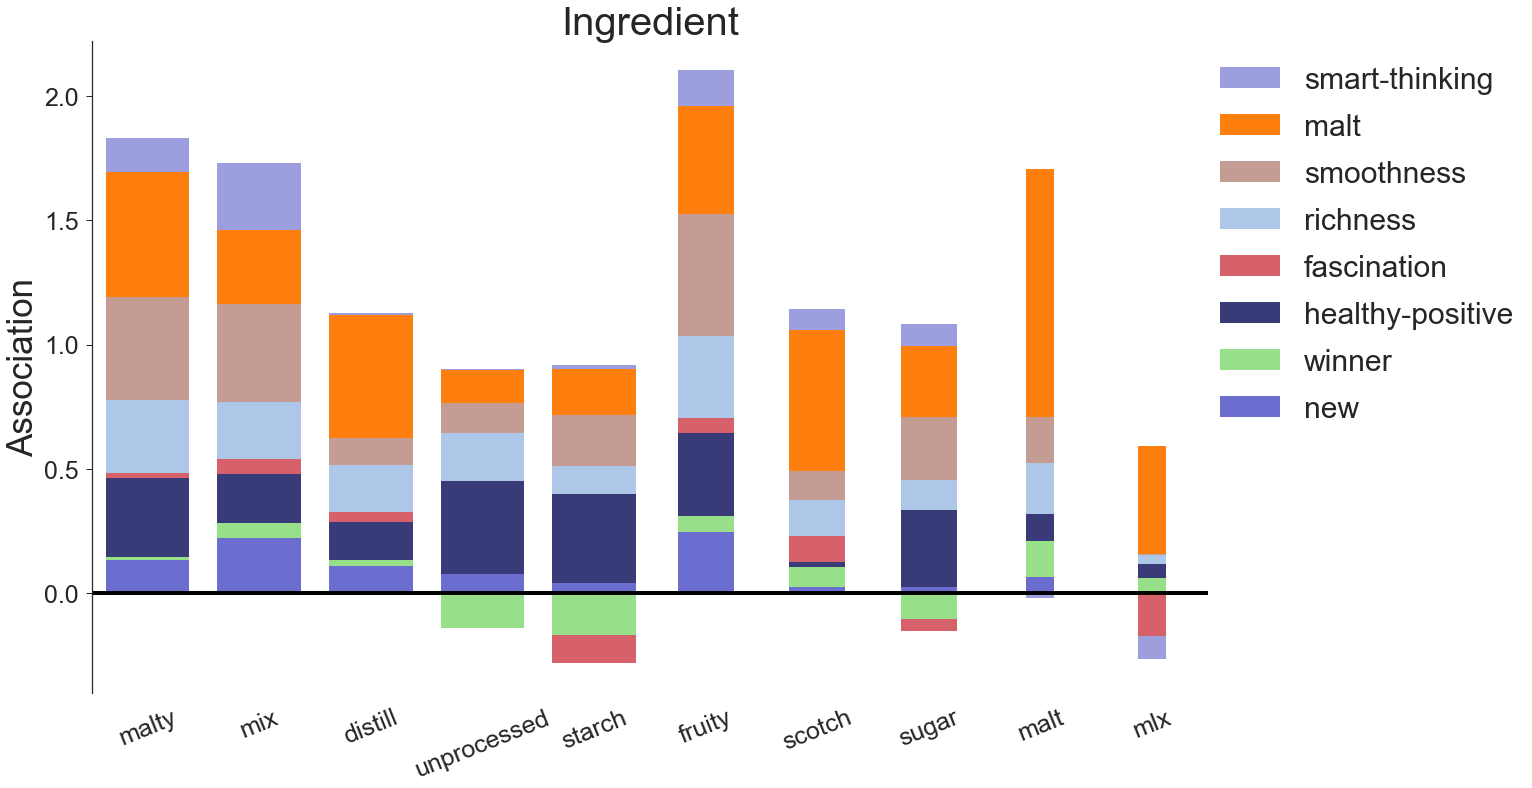 Ingredient
Association
2.0
1.5
1.0
0.5
0.0
malty
mix
distill
unprocessed
starch
fruity
scotch
sugar
malt
mlx
smart-thinking
malt
smoothness
richness
fascination
healthy-positive
winner
new